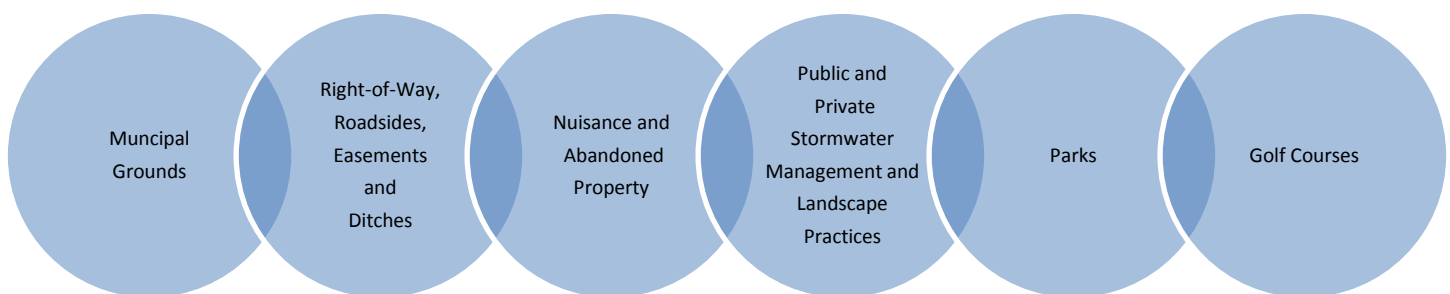 Muncipal
Grounds
Right-of-Way,
Roadsides,
Easements
and
Ditches
Nuisance and
Abandoned
Property
Public and
Private
Stormwater
Management and
Landscape
Practices
Parks
Golf Courses